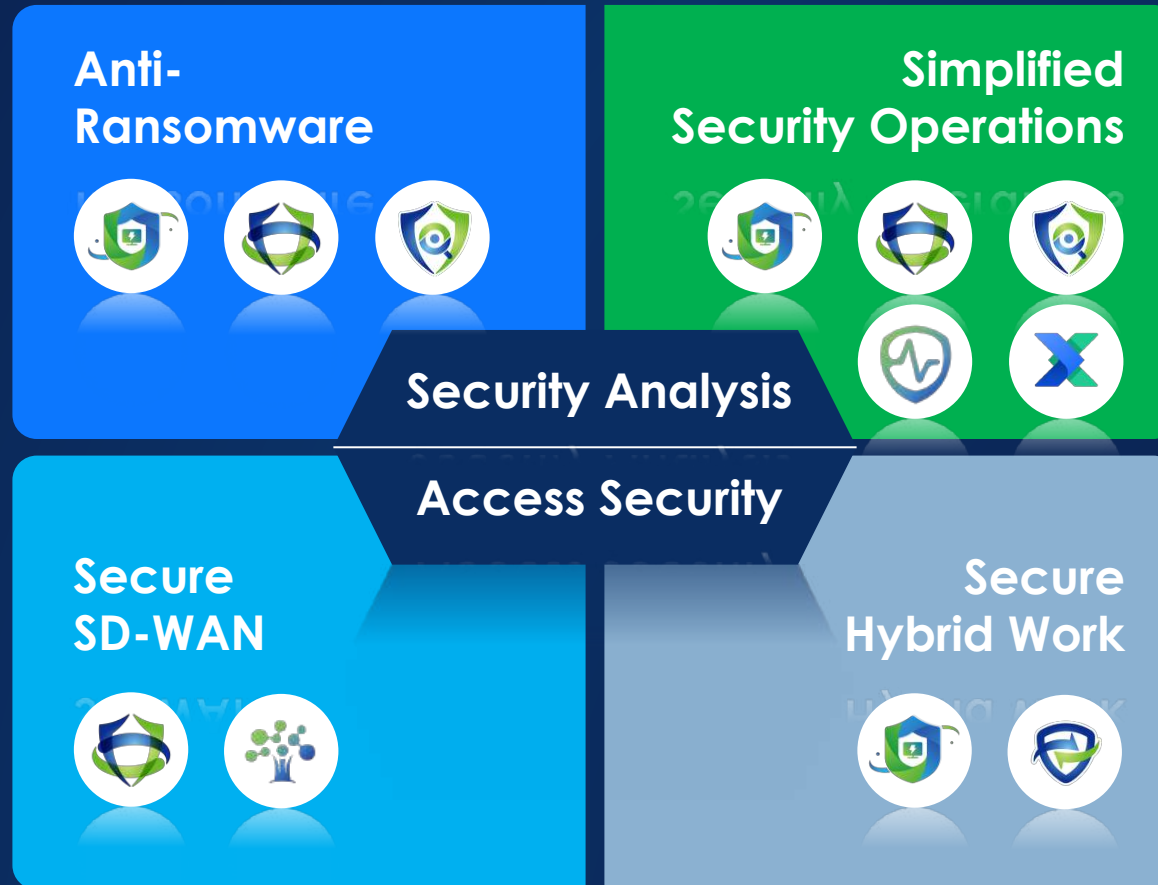 Anti-
Ransomware
Simplified
Security Operations
Security Analysis
Access Security
Secure
SD-WAN
Secure
Hybrid Work